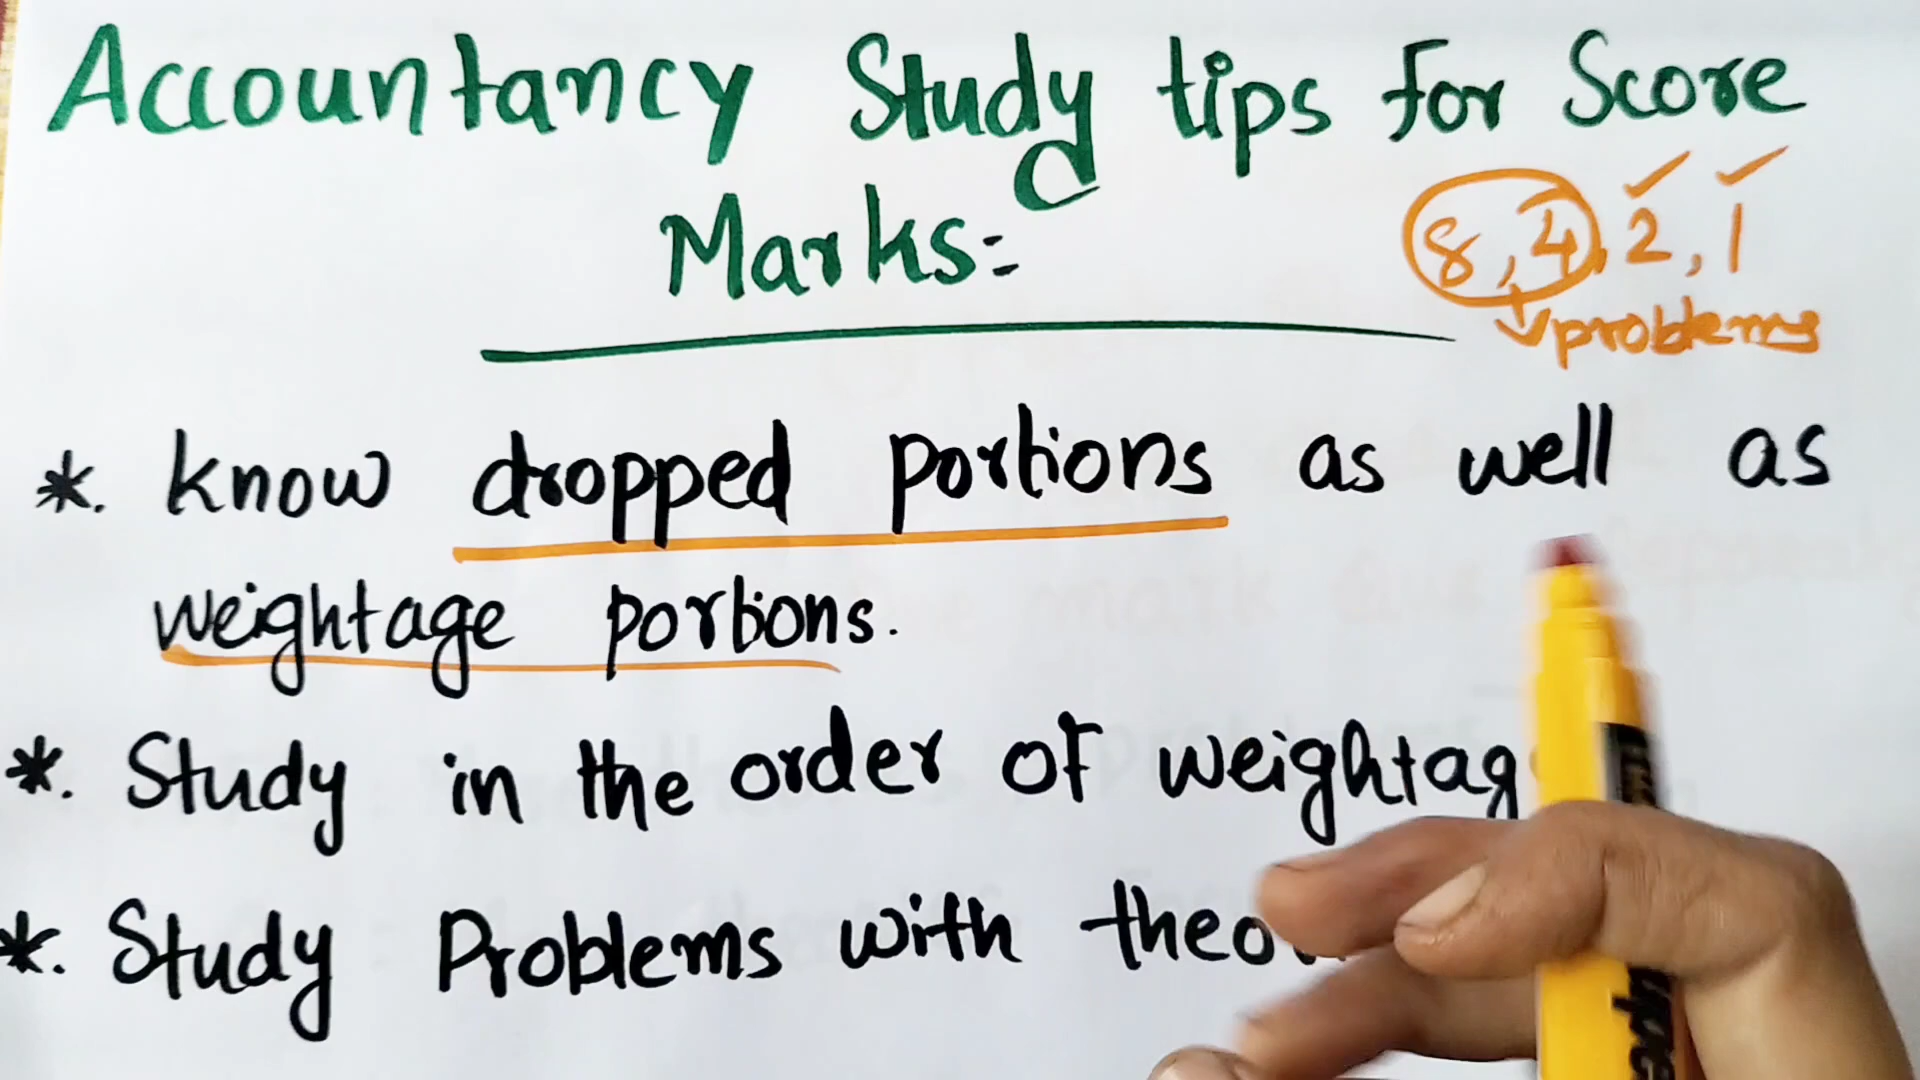 Accountancy Study tips for Score
Marks:-
8, 4, 2, 1
problems
*. know dropped portions as well as
weightage portions.
*. Study in the order of weightag
*. Study Problems with theo